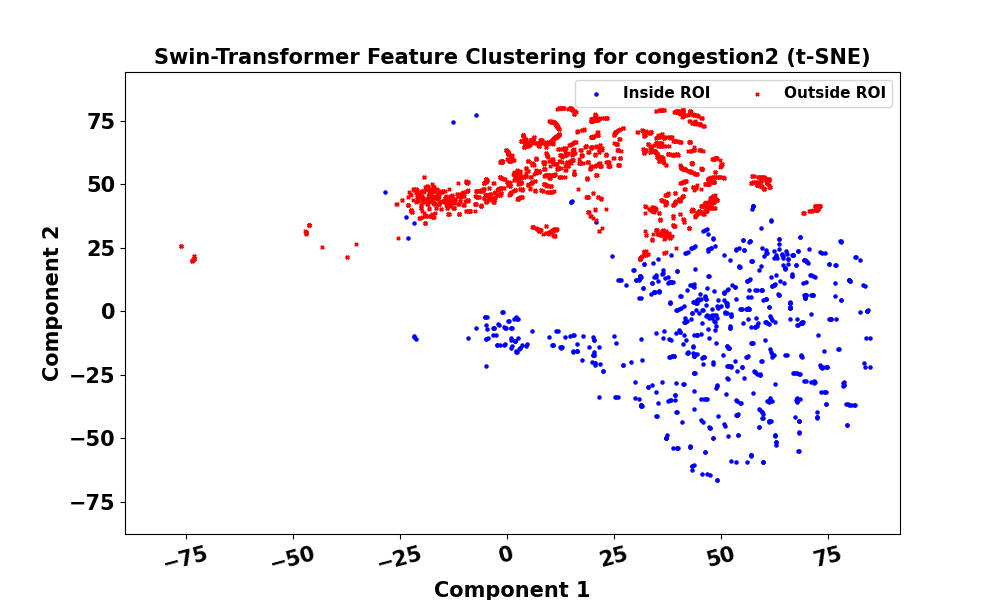 Swin-Transformer Feature Clustering for congestion2 (t-SNE)
Inside ROI Outside ROI
75
50
25
0
−25
−50
−75
Component 2
−75 −50 −25 0 25 50 75
Component 1